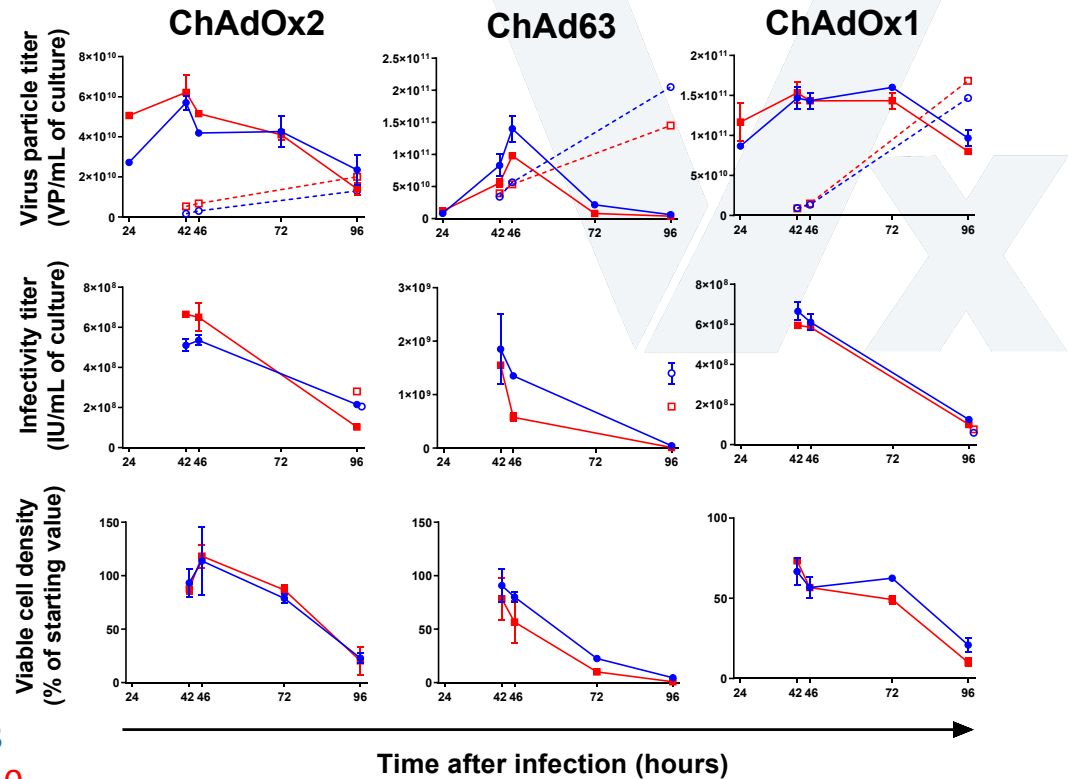 ChAdOx2 ChAd63 ChAdOx1
Virus particle titer
(VP/mL of culture)
8×10¹⁰
6×10¹⁰
4×10¹⁰
2×10¹⁰
0
24 42 46 72 96
2.5×10¹¹
2×10¹¹
1.5×10¹¹
1×10¹¹
5×10¹⁰
0
24 42 46 72 96
2×10¹¹
1.5×10¹¹
1×10¹¹
5×10¹⁰
0
24 42 46 72 96
Infectivity titer
(IU/mL of culture)
8×10⁸
6×10⁸
4×10⁸
2×10⁸
0
24 42 46 72 96
3×10⁹
2×10⁹
1×10⁹
0
24 42 46 72 96
8×10⁸
6×10⁸
4×10⁸
2×10⁸
0
24 42 46 72 96
Viable cell density
(% of starting value)
150
100
50
0
24 42 46 72 96
150
100
50
0
24 42 46 72 96
100
50
0
24 42 46 72 96
Time after infection (hours)